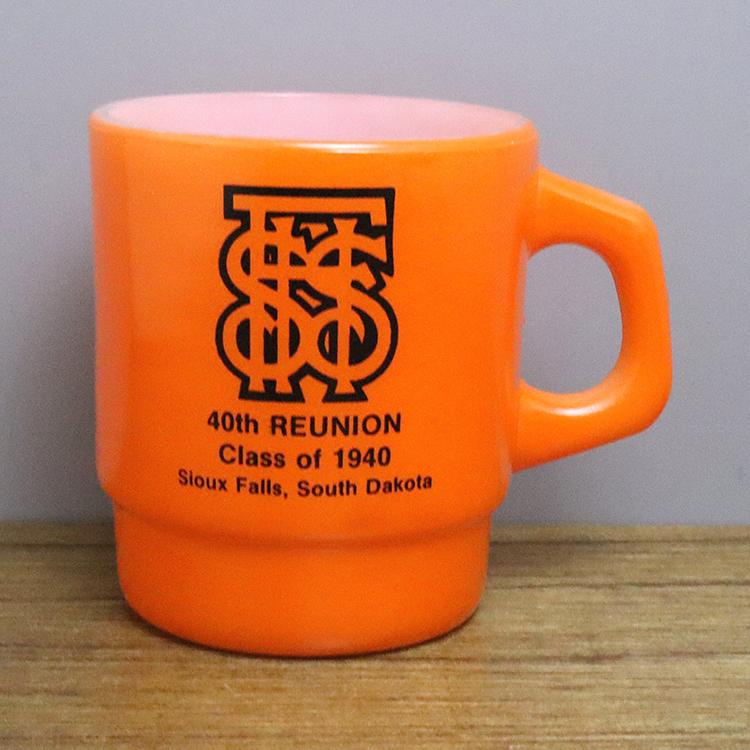 40th REUNION
Class of 1940
Sioux Falls, South Dakota